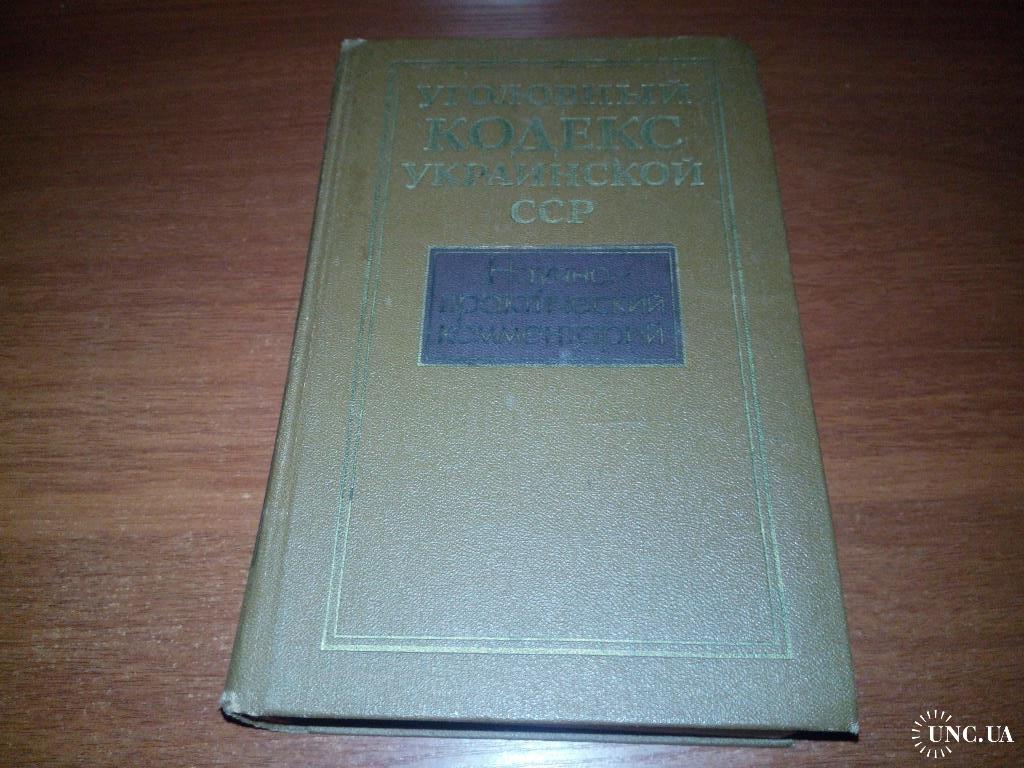 УГОЛОВНЫЙ
КОДЕКС
УКРАИНСКОЙ
ССР
Научно-
практический
комментарий
UNC.UA